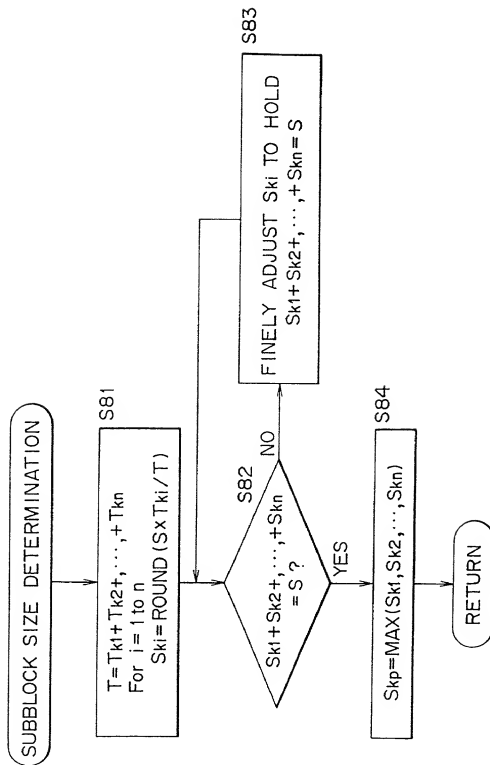 SUBBLOCK SIZE DETERMINATION
S81
T=Tk1+Tk2+,···,+Tkn
For i=1 to n
Ski=ROUND(S×Tki/T)
S82
Sk1+Sk2+,···,+Skn
=S?
NO
YES
S83
FINELY ADJUST Ski TO HOLD
Sk1+Sk2+,···,+Skn=S
S84
Skp=MAX(Sk1,Sk2,···,Skn)
RETURN